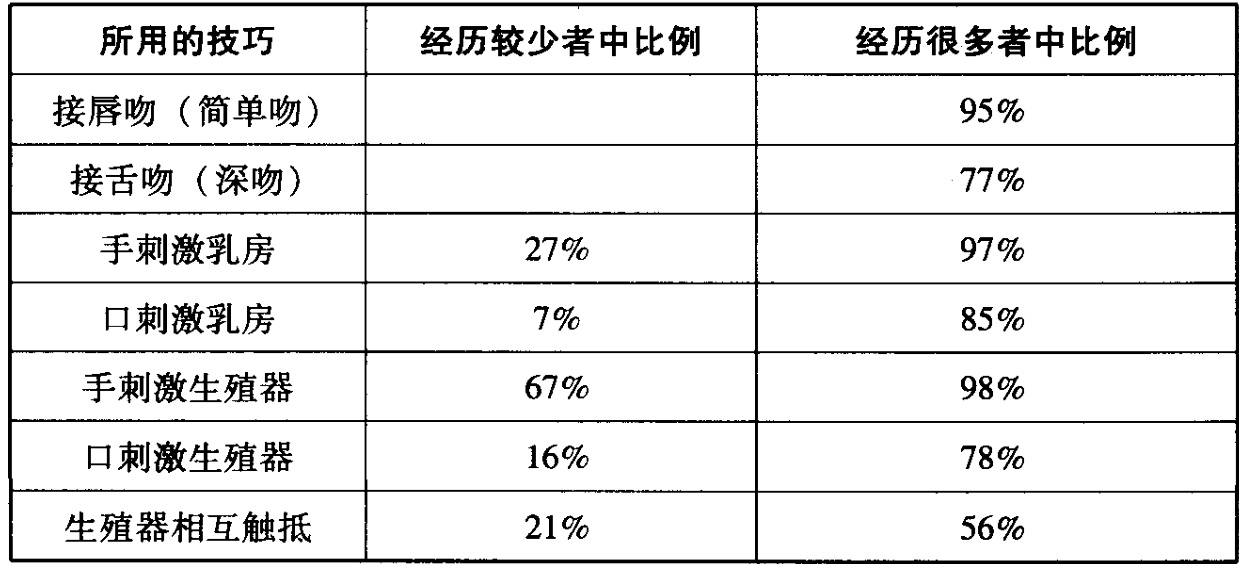 所用的技巧 经历较少者中比例 经历很多者中比例
接唇吻（简单吻） 95%
接舌吻（深吻） 77%
手刺激乳房 27% 97%
口刺激乳房 7% 85%
手刺激生殖器 67% 98%
口刺激生殖器 16% 78%
生殖器相互触抵 21% 56%